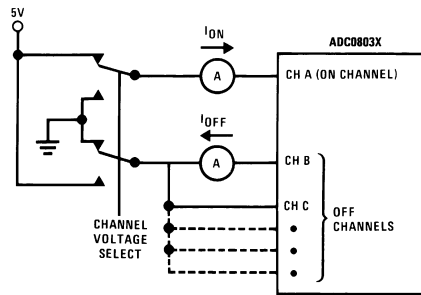 5V
ION
ADC0803X
A
CH A (ON CHANNEL)
IOFF
A
CH B
CH C
OFF
CHANNELS
CHANNEL
VOLTAGE
SELECT